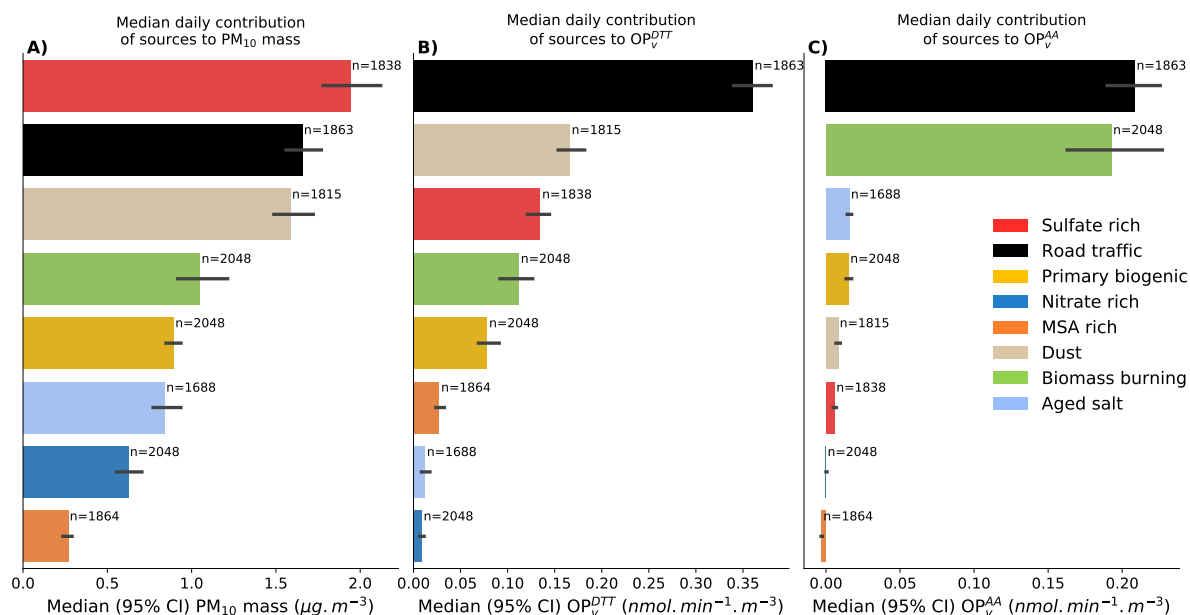 Median daily contribution
of sources to PM₁₀ mass
A)
n=1838
n=1863
n=1815
n=2048
n=2048
n=1688
n=2048
n=1864
0.0 0.5 1.0 1.5 2.0
Median (95% CI) PM₁₀ mass (μg.m⁻³)
Median daily contribution
of sources to OPᵥᴰᵀᵀ
B)
n=1863
n=1815
n=1838
n=2048
n=2048
n=1864
n=1688
n=2048
0.00 0.05 0.10 0.15 0.20 0.25 0.30 0.35
Median (95% CI) OPᵥᴰᵀᵀ (nmol.min⁻¹.m⁻³)
Median daily contribution
of sources to OPᵥᴬᴬ
C)
n=1863
n=2048
n=1688
n=2048
n=1815
n=1838
n=2048
n=1864
Sulfate rich
Road traffic
Primary biogenic
Nitrate rich
MSA rich
Dust
Biomass burning
Aged salt
0.00 0.05 0.10 0.15 0.20
Median (95% CI) OPᵥᴬᴬ (nmol.min⁻¹.m⁻³)